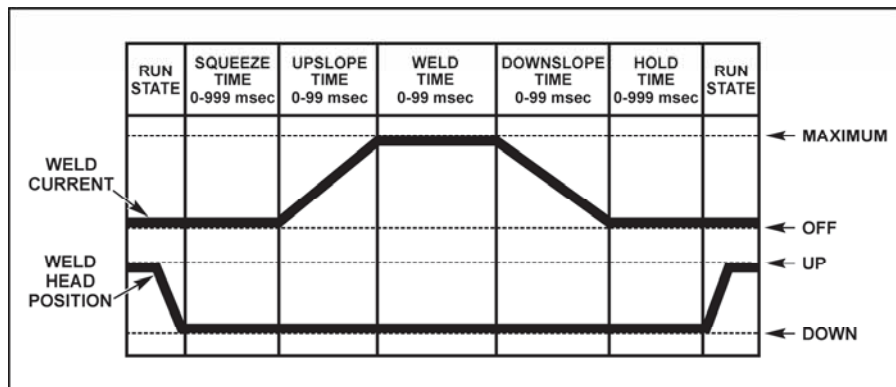 RUN
STATE
SQUEEZE
TIME
0-999 msec
UPSLOPE
TIME
0-99 msec
WELD
TIME
0-99 msec
DOWNSLOPE
TIME
0-99 msec
HOLD
TIME
0-999 msec
RUN
STATE
MAXIMUM
WELD
CURRENT
OFF
UP
WELD
HEAD
POSITION
DOWN